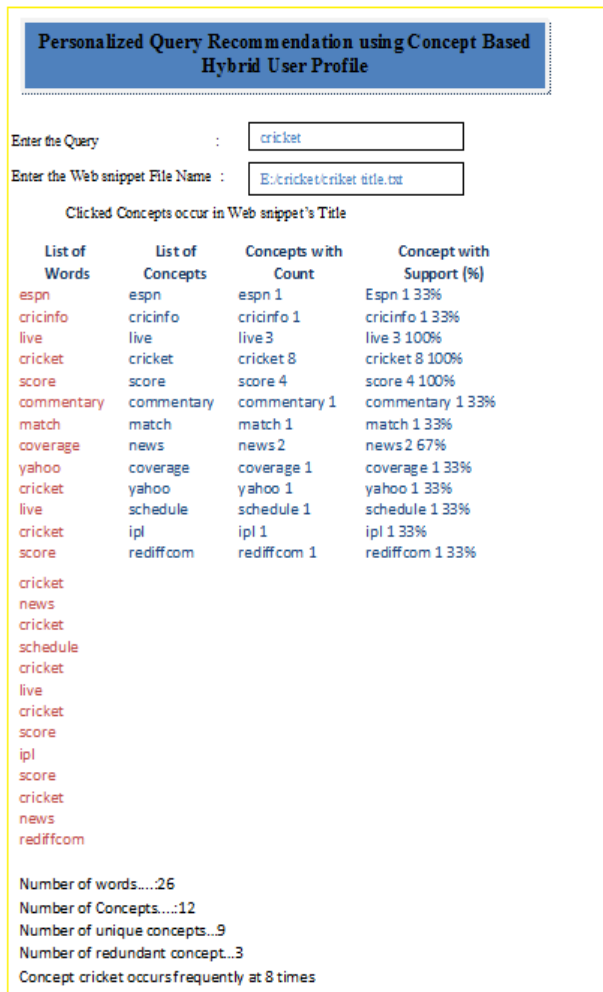 Personalized Query Recommendation using Concept Based
Hybrid User Profile
Enter the Query : cricket
Enter the Web snippet File Name : E:/cricket/criket title.txt
Clicked Concepts occur in Web snippet's Title
List of List of Concepts with Concept with
Words Concepts Count Support (%)
espn espn espn 1 Espn 1 33%
cricinfo cricinfo cricinfo 1 cricinfo 1 33%
live live live 3 live 3 100%
cricket cricket cricket 8 cricket 8 100%
score score score 4 score 4 100%
commentary commentary commentary 1 commentary 1 33%
match match match 1 match 1 33%
coverage news news 2 news 2 67%
yahoo coverage coverage 1 coverage 1 33%
cricket yahoo yahoo 1 yahoo 1 33%
live schedule schedule 1 schedule 1 33%
cricket ipl ipl 1 ipl 1 33%
score rediffcom rediffcom 1 rediffcom 1 33%
cricket
news
cricket
schedule
cricket
live
cricket
score
ipl
score
cricket
news
rediffcom
Number of words....:26
Number of Concepts....:12
Number of unique concepts...9
Number of redundant concept...3
Concept cricket occurs frequently at 8 times